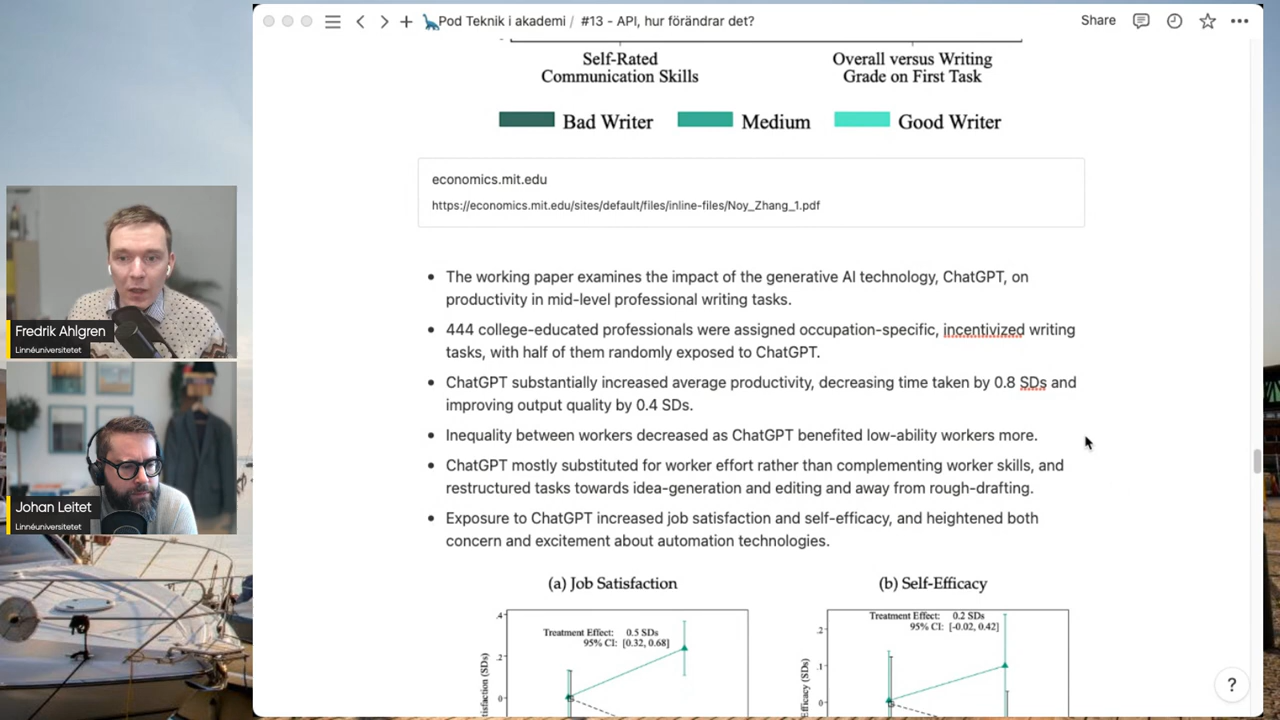 Pod Teknik i akademi / #13 - API, hur förändrar det?
Share
Self-Rated
Communication Skills
Overall versus Writing
Grade on First Task
Bad Writer
Medium
Good Writer
economics.mit.edu
https://economics.mit.edu/sites/default/files/inline-files/Noy_Zhang_1.pdf
Fredrik Ahlgren
Linnéuniversitetet
Johan Leitet
Linnéuniversitetet
• The working paper examines the impact of the generative AI technology, ChatGPT, on
productivity in mid-level professional writing tasks.
• 444 college-educated professionals were assigned occupation-specific, incentivized writing
tasks, with half of them randomly exposed to ChatGPT.
• ChatGPT substantially increased average productivity, decreasing time taken by 0.8 SDs and
improving output quality by 0.4 SDs.
• Inequality between workers decreased as ChatGPT benefited low-ability workers more.
• ChatGPT mostly substituted for worker effort rather than complementing worker skills, and
restructured tasks towards idea-generation and editing and away from rough-drafting.
• Exposure to ChatGPT increased job satisfaction and self-efficacy, and heightened both
concern and excitement about automation technologies.
(a) Job Satisfaction
.4
.2
0
Treatment Effect: 0.5 SDs
95% CI: [0.32, 0.68]
(SDs)
(b) Self-Efficacy
.2
.1
0
Treatment Effect: 0.2 SDs
95% CI: [-0.02, 0.42]
Efficacy (SDs)
?